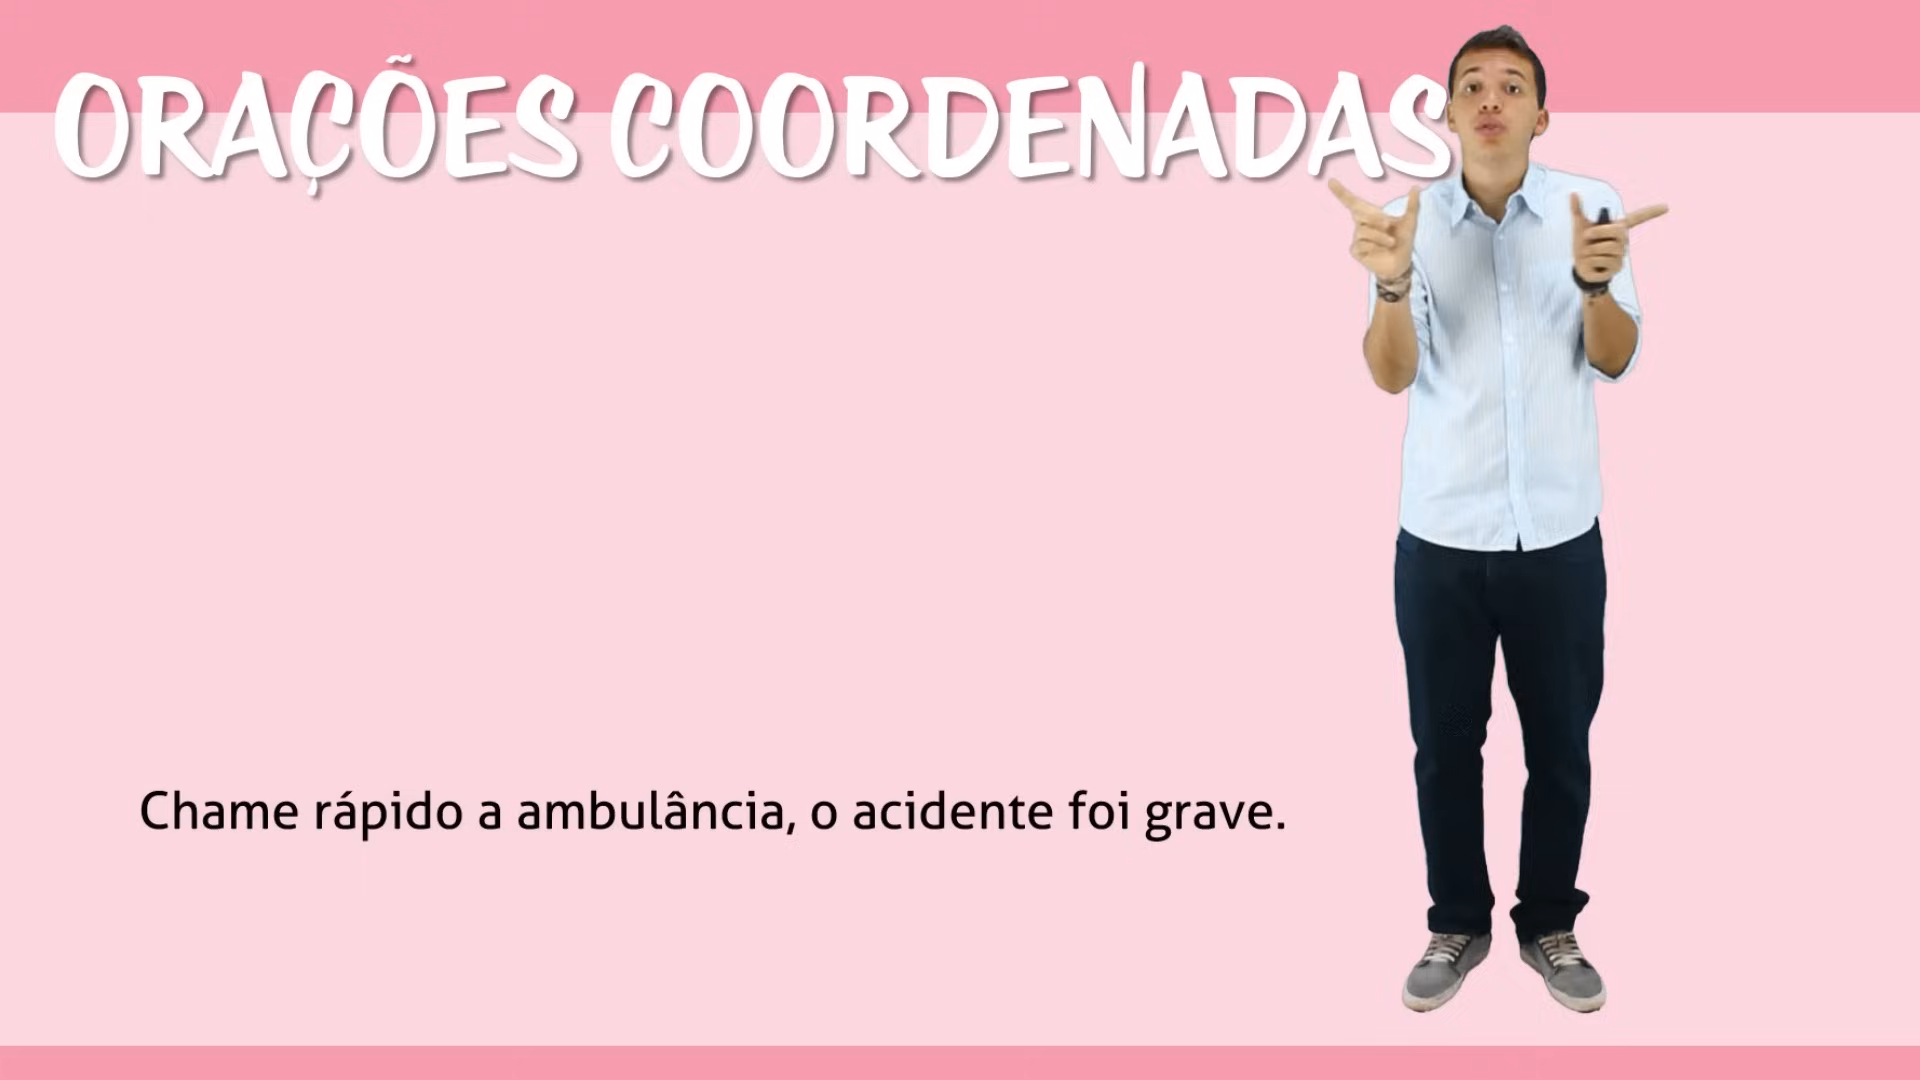 ORAÇÕES COORDENADAS
Chame rápido a ambulância, o acidente foi grave.